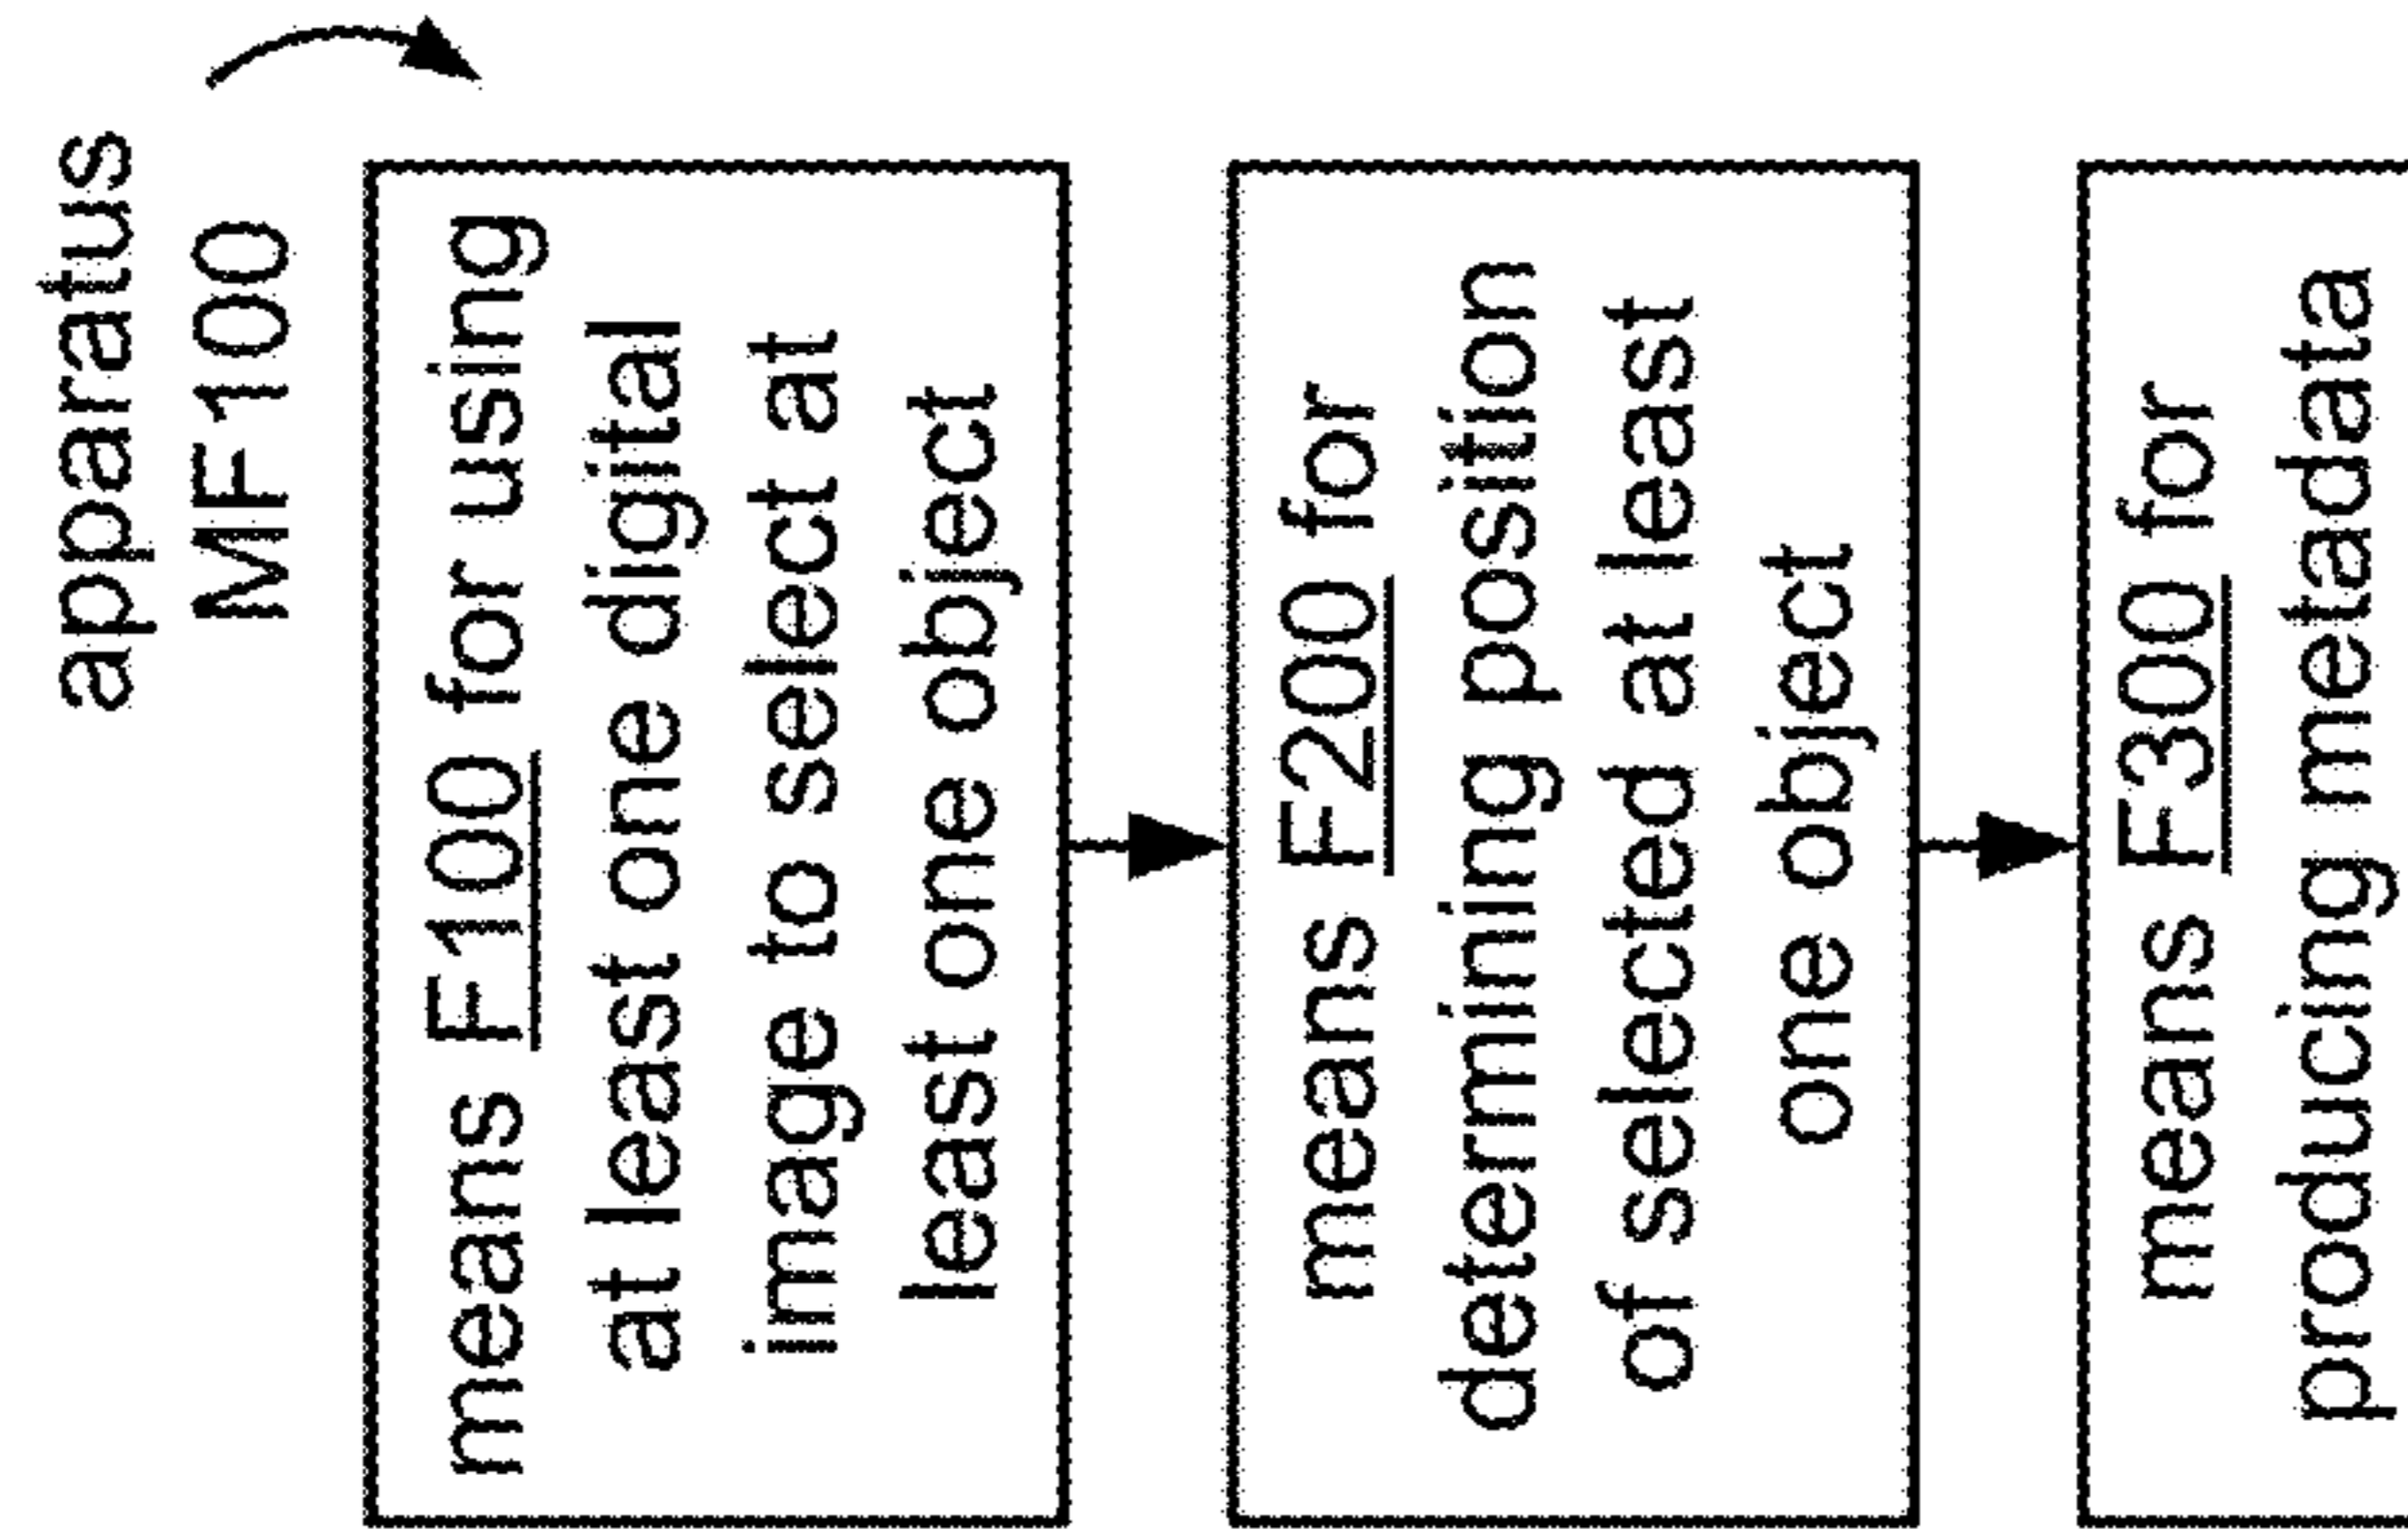 apparatus
MF100
means F100 for using
at least one digital
image to select at
least one object
means F200 for
determining position
of selected at least
one object
means F300 for
producing metadata